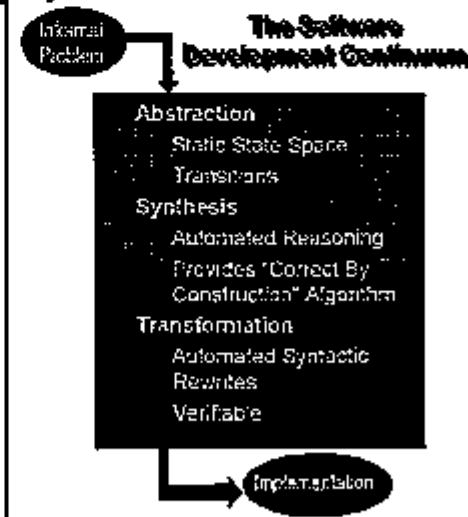 Informal
Problem
The Software
Development Continuum
Abstraction
Static State Space
Transitions
Synthesis
Automated Reasoning
Provides "Correct By
Construction" Algorithm
Transformation
Automated Syntactic
Rewrites
Verifiable
Implementation